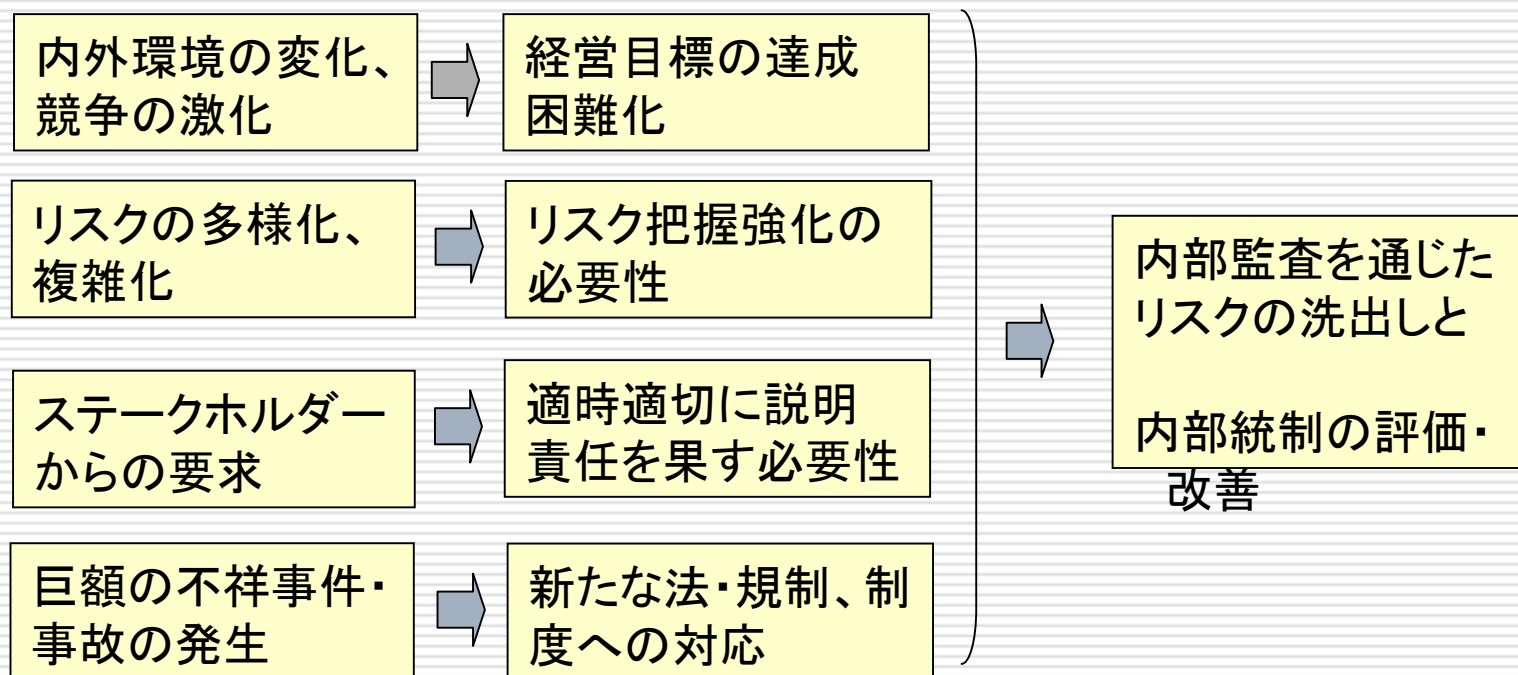 内外環境の変化、
競争の激化
経営目標の達成
困難化
リスクの多様化、
複雑化
リスク把握強化の
必要性
ステークホルダー
からの要求
適時適切に説明
責任を果す必要性
巨額の不祥事件・
事故の発生
新たな法・規制、制
度への対応
内部監査を通じた
リスクの洗出しと
内部統制の評価・
改善